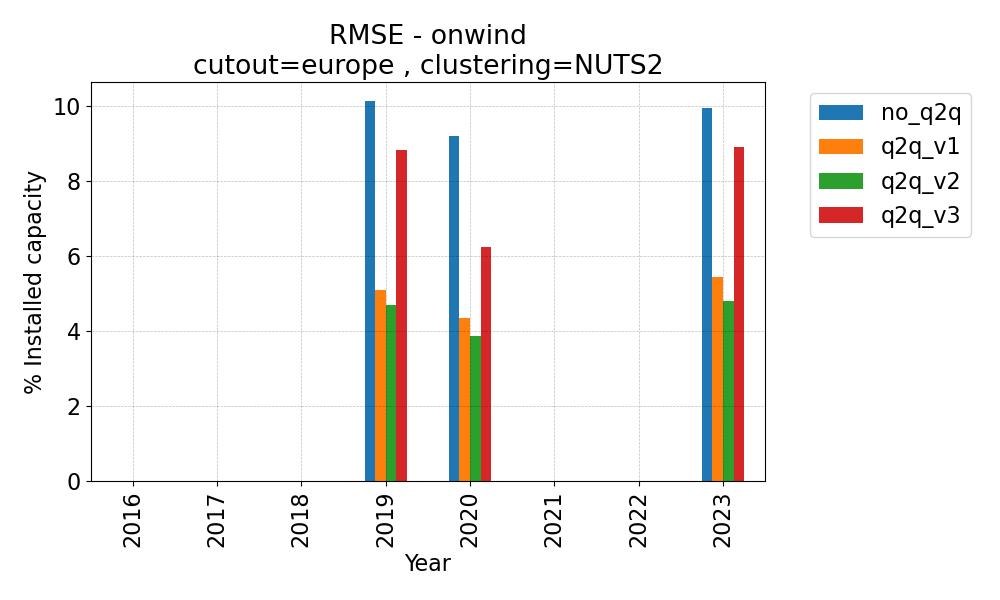 RMSE - onwind
cutout=europe , clustering=NUTS2
10
8
6
4
2
0
% Installed capacity
2016
2017
2018
2019
2020
2021
2022
2023
Year
no_q2q
q2q_v1
q2q_v2
q2q_v3